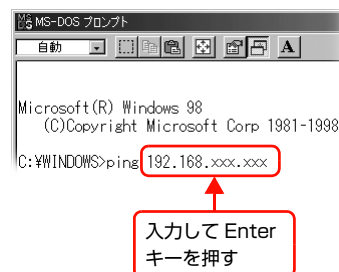 MS-DOS プロンプト
自動
A
Microsoft(R) Windows 98
(C)Copyright Microsoft Corp 1981-1998
C:¥WINDOWS>ping 192.168.xxx.xxx
入力して Enter
キーを押す